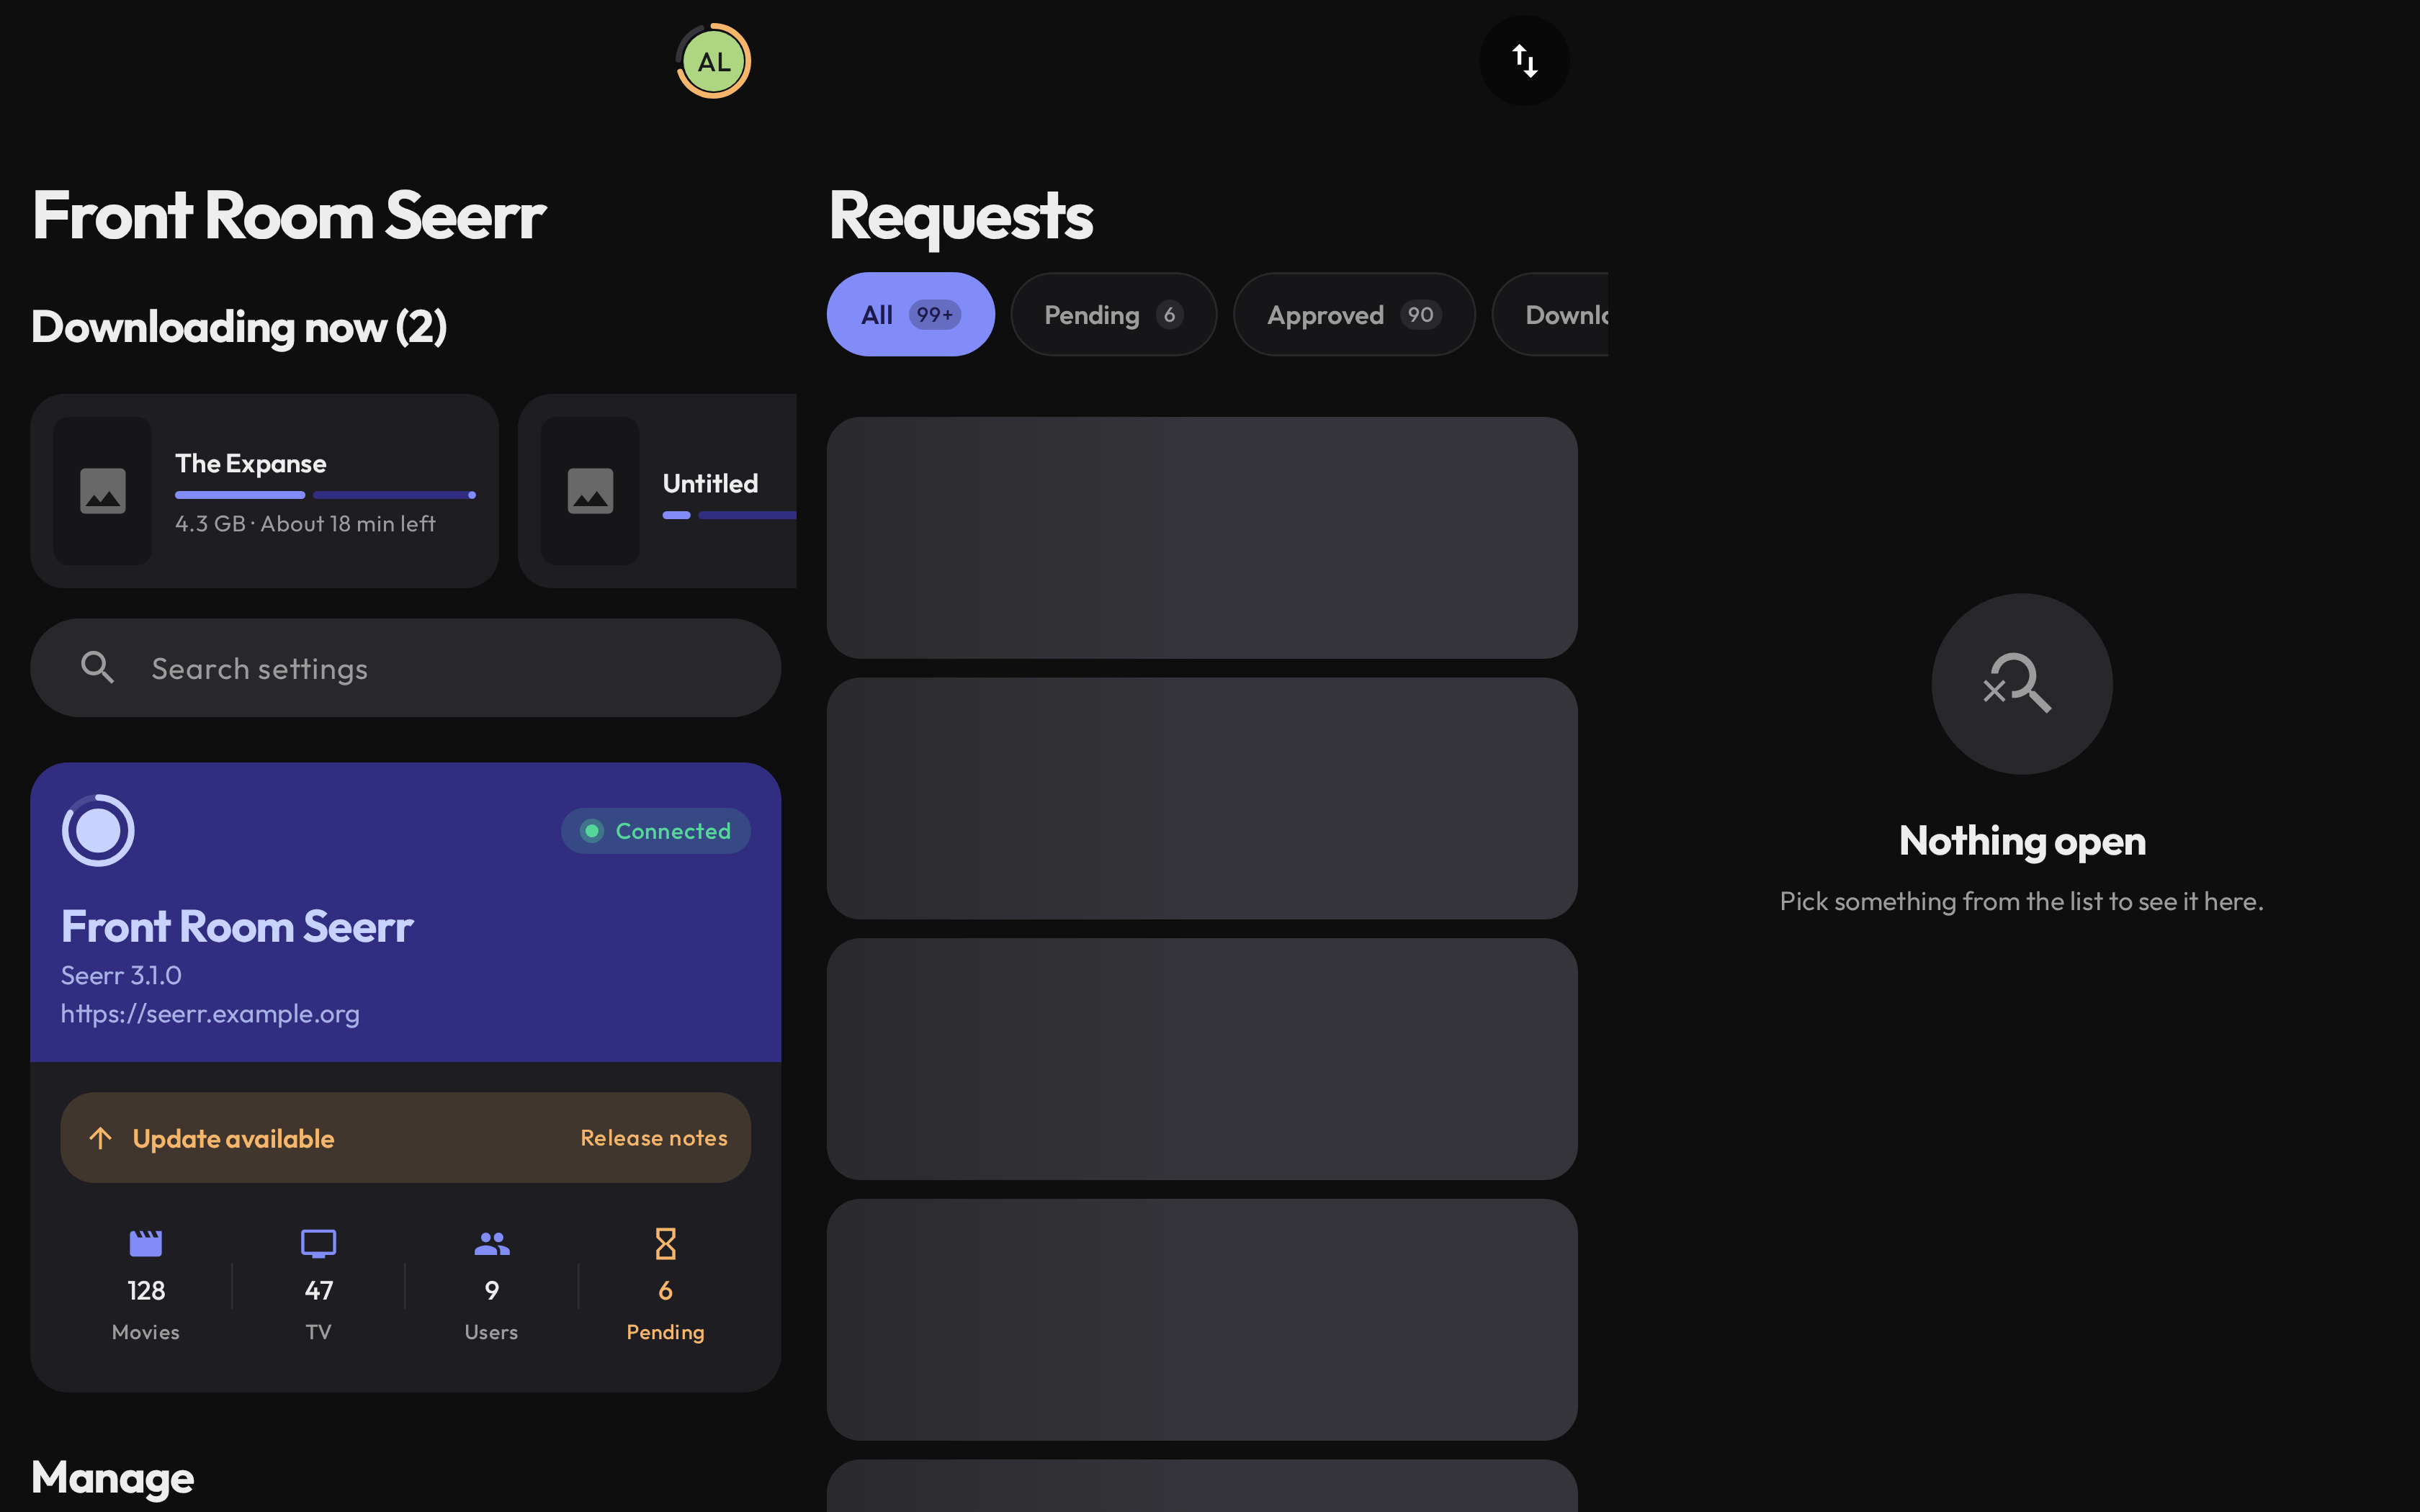 AL
Front Room Seerr
Downloading now (2)
The Expanse
4.3 GB · About 18 min left
Untitled
Search settings
Connected
Front Room Seerr
Seerr 3.1.0
https://seerr.example.org
Update available
Release notes
128
Movies
47
TV
9
Users
6
Pending
Manage
Requests
All 99+
Pending 6
Approved 90
Nothing open
Pick something from the list to see it here.